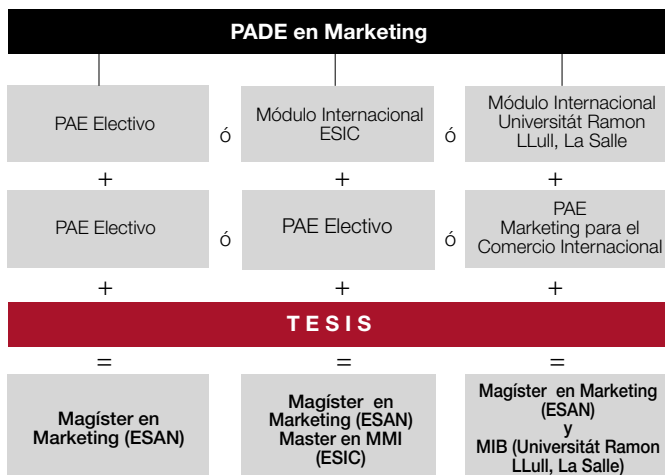 PADE en Marketing
PAE Electivo
ó
Módulo Internacional
ESIC
ó
Módulo Internacional
Universitát Ramon
LLull, La Salle
+ + +
PAE Electivo
ó
PAE Electivo
ó
PAE
Marketing para el
Comercio Internacional
+ + +
TESIS
= = =
Magíster en
Marketing (ESAN)
Magíster en
Marketing (ESAN)
Master en MMI
(ESIC)
Magíster en Marketing
(ESAN)
y
MIB (Universitát Ramon
LLull, La Salle)